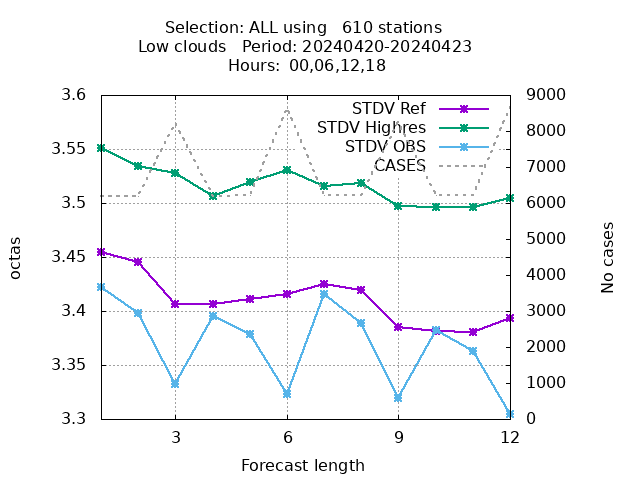 Selection: ALL using   610 stations
Low clouds   Period: 20240420-20240423
Hours: 00,06,12,18
STDV Ref
STDV Highres
STDV OBS
CASES
3.6
3.55
3.5
3.45
3.4
3.35
3.3
9000
8000
7000
6000
5000
4000
3000
2000
1000
0
octas
No cases
3 6 9 12
Forecast length